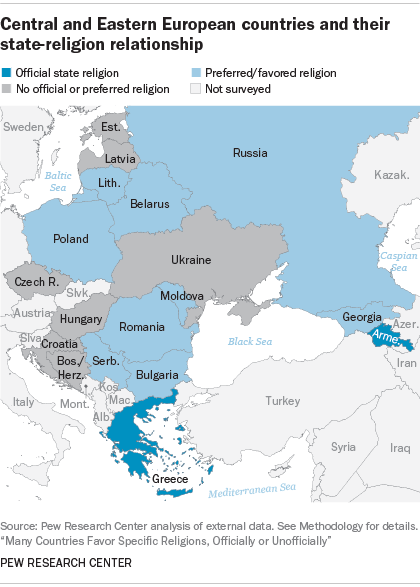 Central and Eastern European countries and their
state-religion relationship
Official state religion
Preferred/favored religion
No official or preferred religion
Not surveyed
Sweden
Est.
Latvia
Russia
Baltic
Sea
Lith.
Kazak.
Belarus
Poland
Ukraine
Caspian
Sea
Czech R.
Slvk.
Moldova
Austria
Hungary
Romania
Georgia
Azer.
Slva.
Croatia
Arme.
Black Sea
Bos./
Herz.
Serb.
Iran
Bulgaria
Kos.
Italy
Mont.
Mac.
Alb.
Turkey
Syria
Iraq
Greece
Mediterranean Sea
Source: Pew Research Center analysis of external data. See Methodology for details.
“Many Countries Favor Specific Religions, Officially or Unofficially”
PEW RESEARCH CENTER